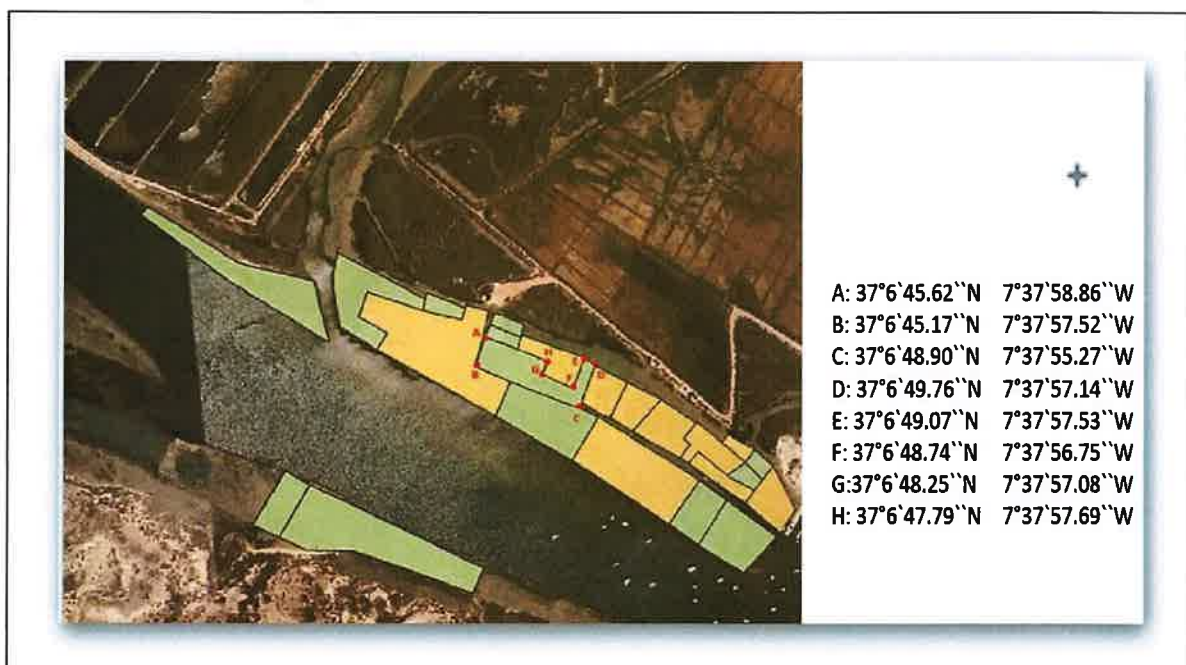 A
B
H
G
E
F
D
C
A: 37°6`45.62``N 7°37`58.86``W
B: 37°6`45.17``N 7°37`57.52``W
C: 37°6`48.90``N 7°37`55.27``W
D: 37°6`49.76``N 7°37`57.14``W
E: 37°6`49.07``N 7°37`57.53``W
F: 37°6`48.74``N 7°37`56.75``W
G:37°6`48.25``N 7°37`57.08``W
H: 37°6`47.79``N 7°37`57.69``W